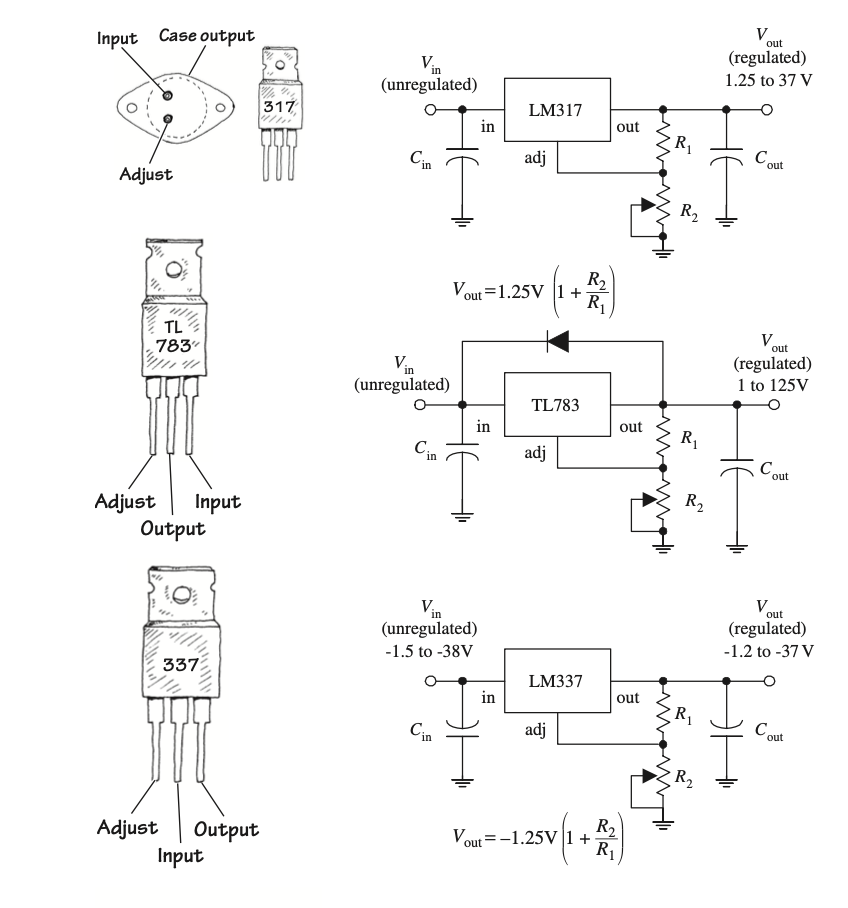 Input
Case output
317
Adjust
V_in
(unregulated)
V_out
(regulated)
1.25 to 37 V
LM317
in
out
adj
C_in
R_1
R_2
C_out
V_out = 1.25V (1 + R_2/R_1)
TL
783
Adjust
Input
Output
V_in
(unregulated)
V_out
(regulated)
1 to 125V
TL783
in
out
adj
C_in
R_1
R_2
C_out
337
Adjust
Output
Input
V_in
(unregulated)
-1.5 to -38V
V_out
(regulated)
-1.2 to -37 V
LM337
in
out
adj
C_in
R_1
R_2
C_out
V_out = –1.25V (1 + R_2/R_1)